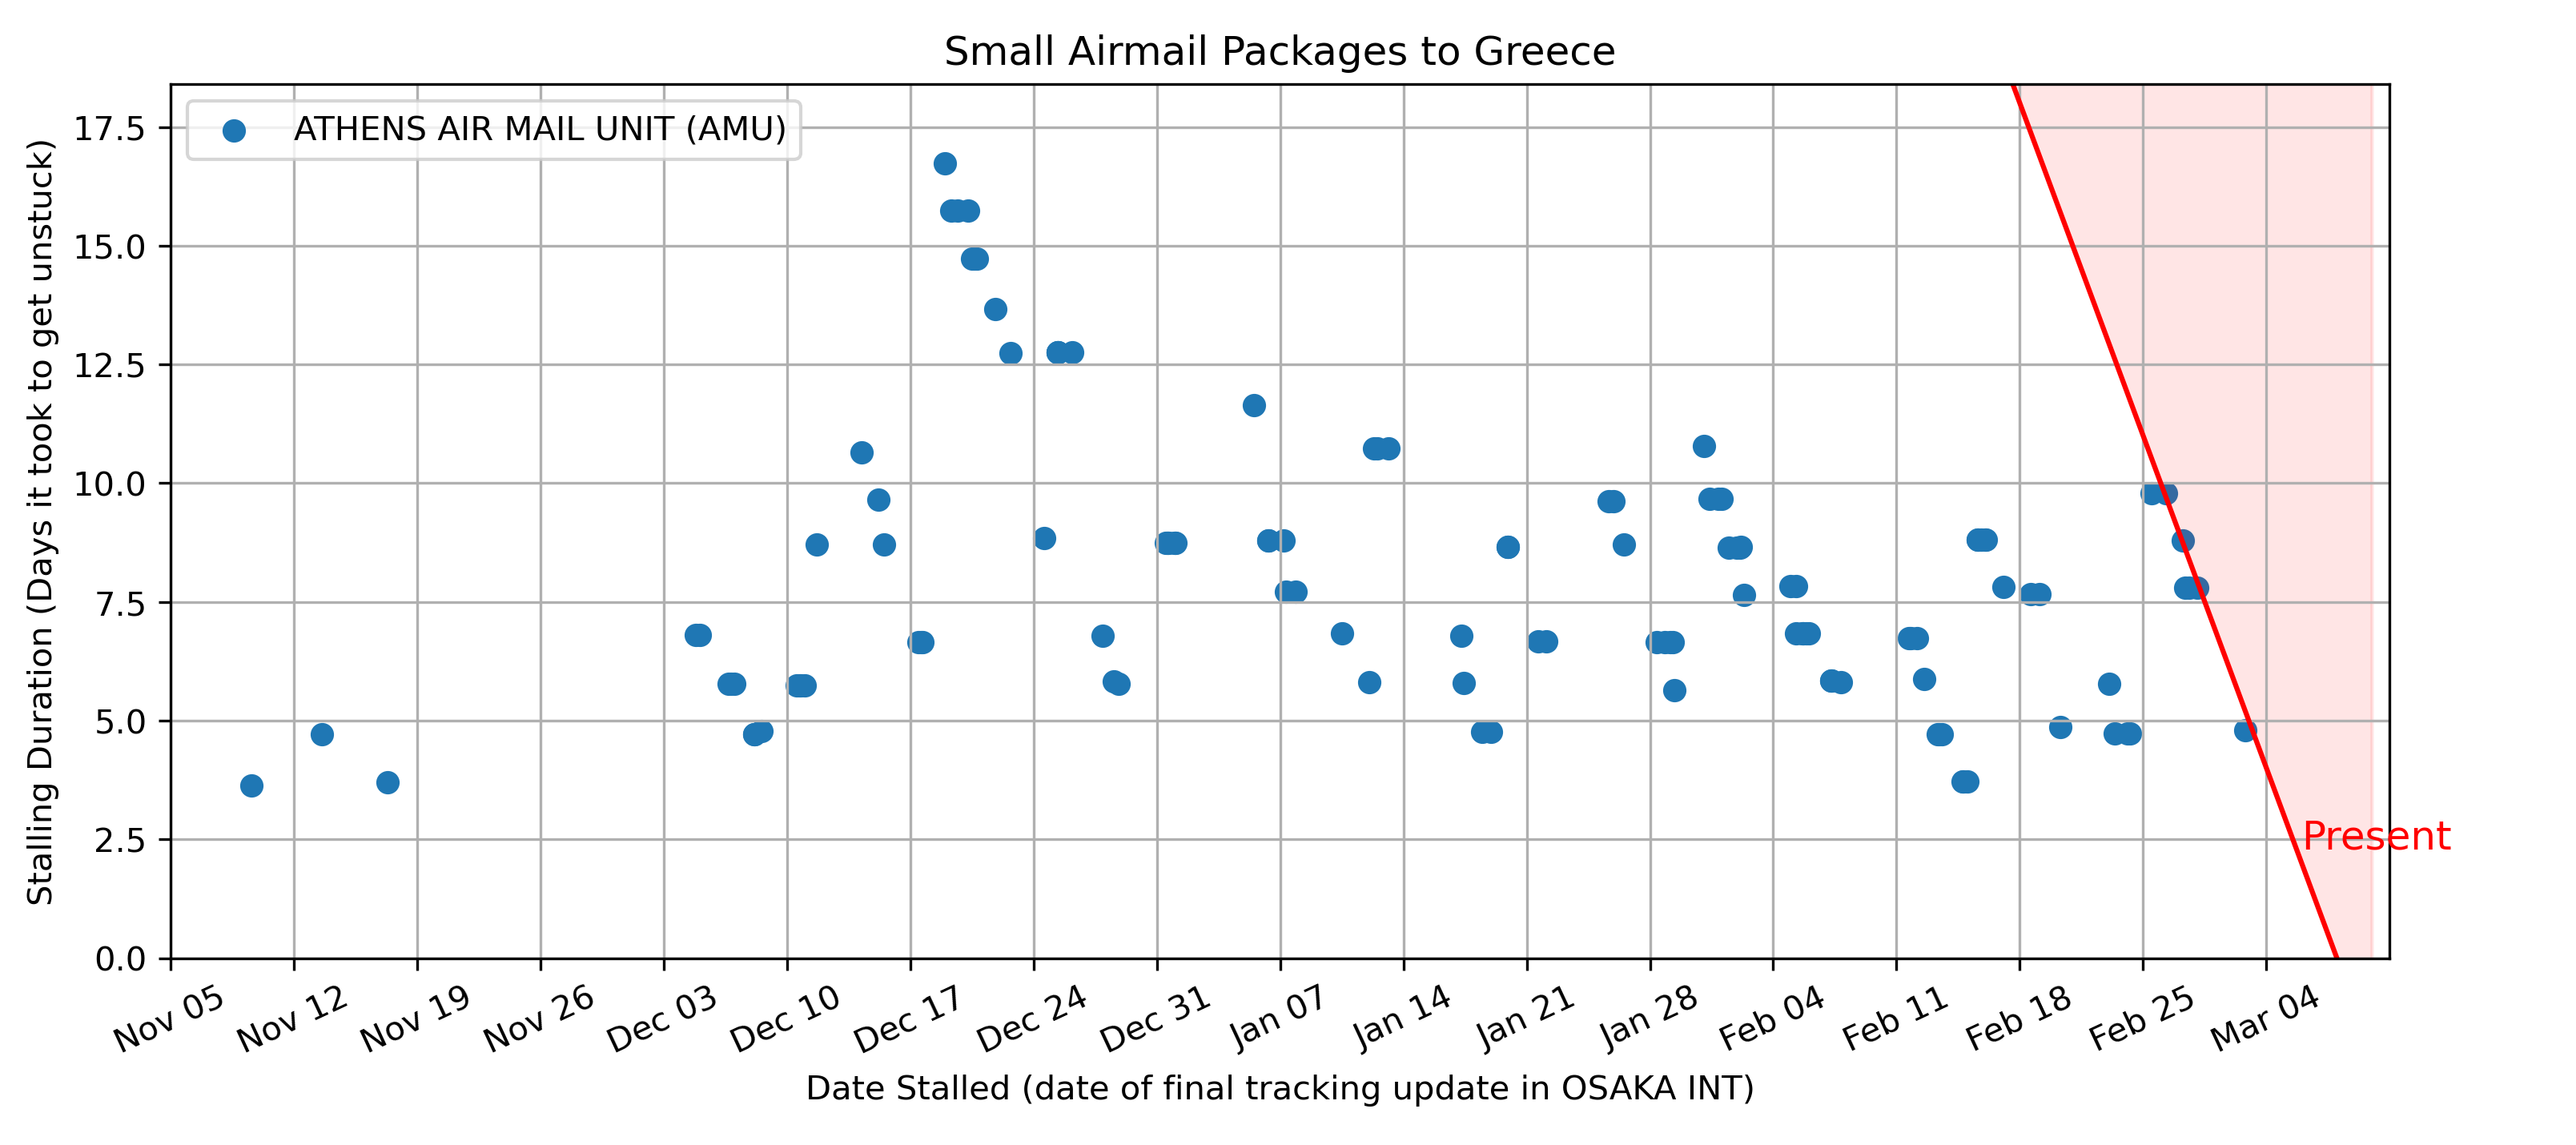 Small Airmail Packages to Greece
ATHENS AIR MAIL UNIT (AMU)
Stalling Duration (Days it took to get unstuck)
17.5
15.0
12.5
10.0
7.5
5.0
2.5
0.0
Present
Nov 05
Nov 12
Nov 19
Nov 26
Dec 03
Dec 10
Dec 17
Dec 24
Dec 31
Jan 07
Jan 14
Jan 21
Jan 28
Feb 04
Feb 11
Feb 18
Feb 25
Mar 04
Date Stalled (date of final tracking update in OSAKA INT)